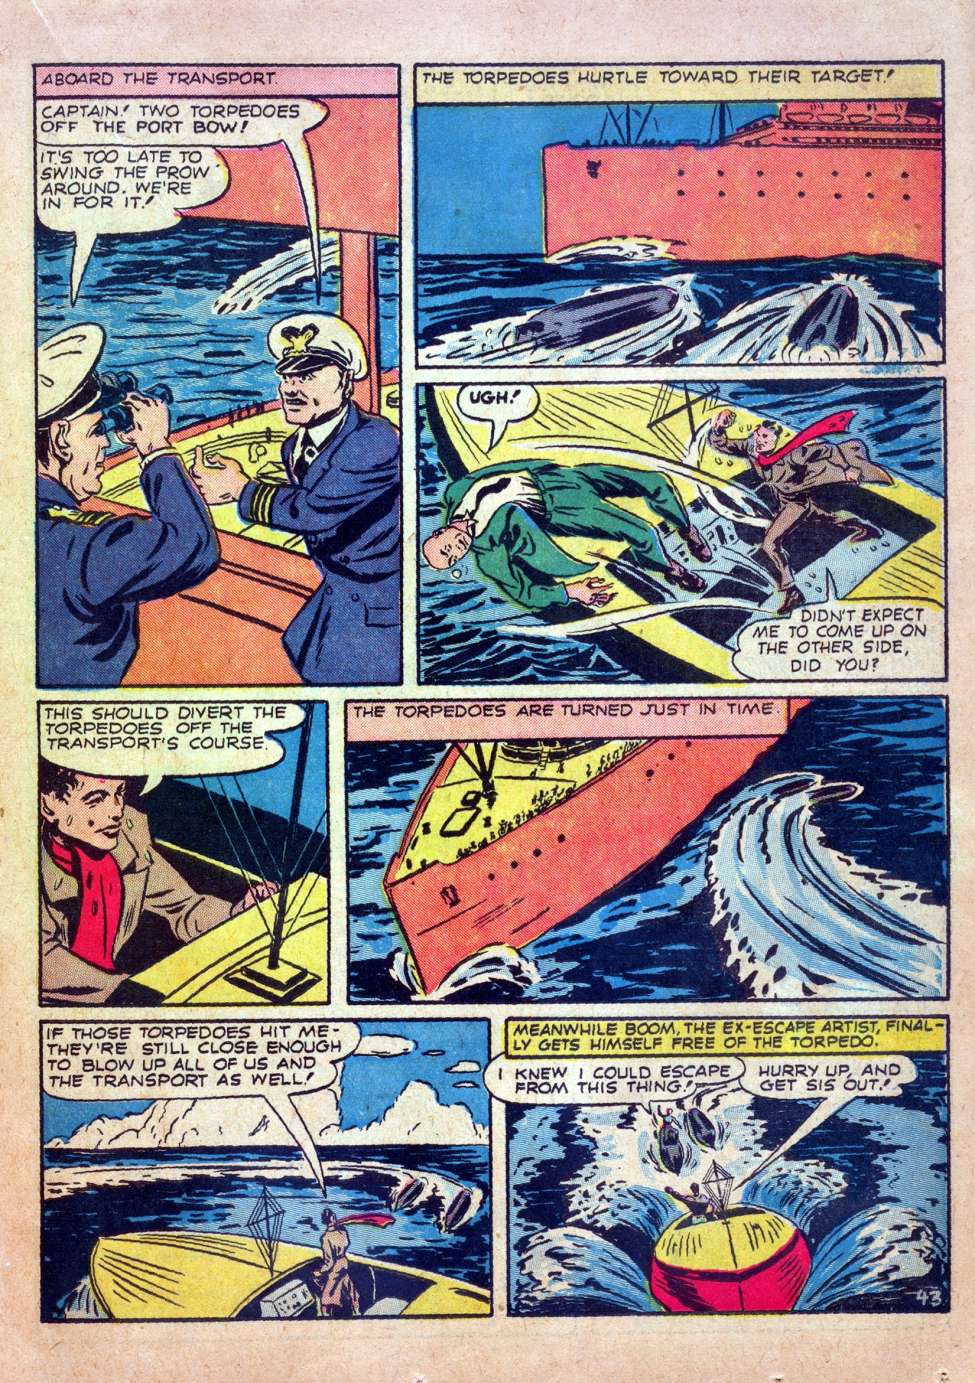 ABOARD THE TRANSPORT.
CAPTAIN! TWO TORPEDOES
OFF THE PORT BOW!
IT'S TOO LATE TO
SWING THE PROW
AROUND. WE'RE
IN FOR IT!
THE TORPEDOES HURTLE TOWARD THEIR TARGET!
UGH!
DIDN'T EXPECT
ME TO COME UP ON
THE OTHER SIDE,
DID YOU?
THIS SHOULD DIVERT THE
TORPEDOES OFF THE
TRANSPORT'S COURSE.
THE TORPEDOES ARE TURNED JUST IN TIME.
IF THOSE TORPEDOES HIT ME-
THEY'RE STILL CLOSE ENOUGH
TO BLOW UP ALL OF US AND
THE TRANSPORT AS WELL!
MEANWHILE BOOM, THE EX-ESCAPE ARTIST, FINAL-
LY GETS HIMSELF FREE OF THE TORPEDO.
I KNEW I COULD ESCAPE
FROM THIS THING!
HURRY UP, AND
GET SIS OUT!
43